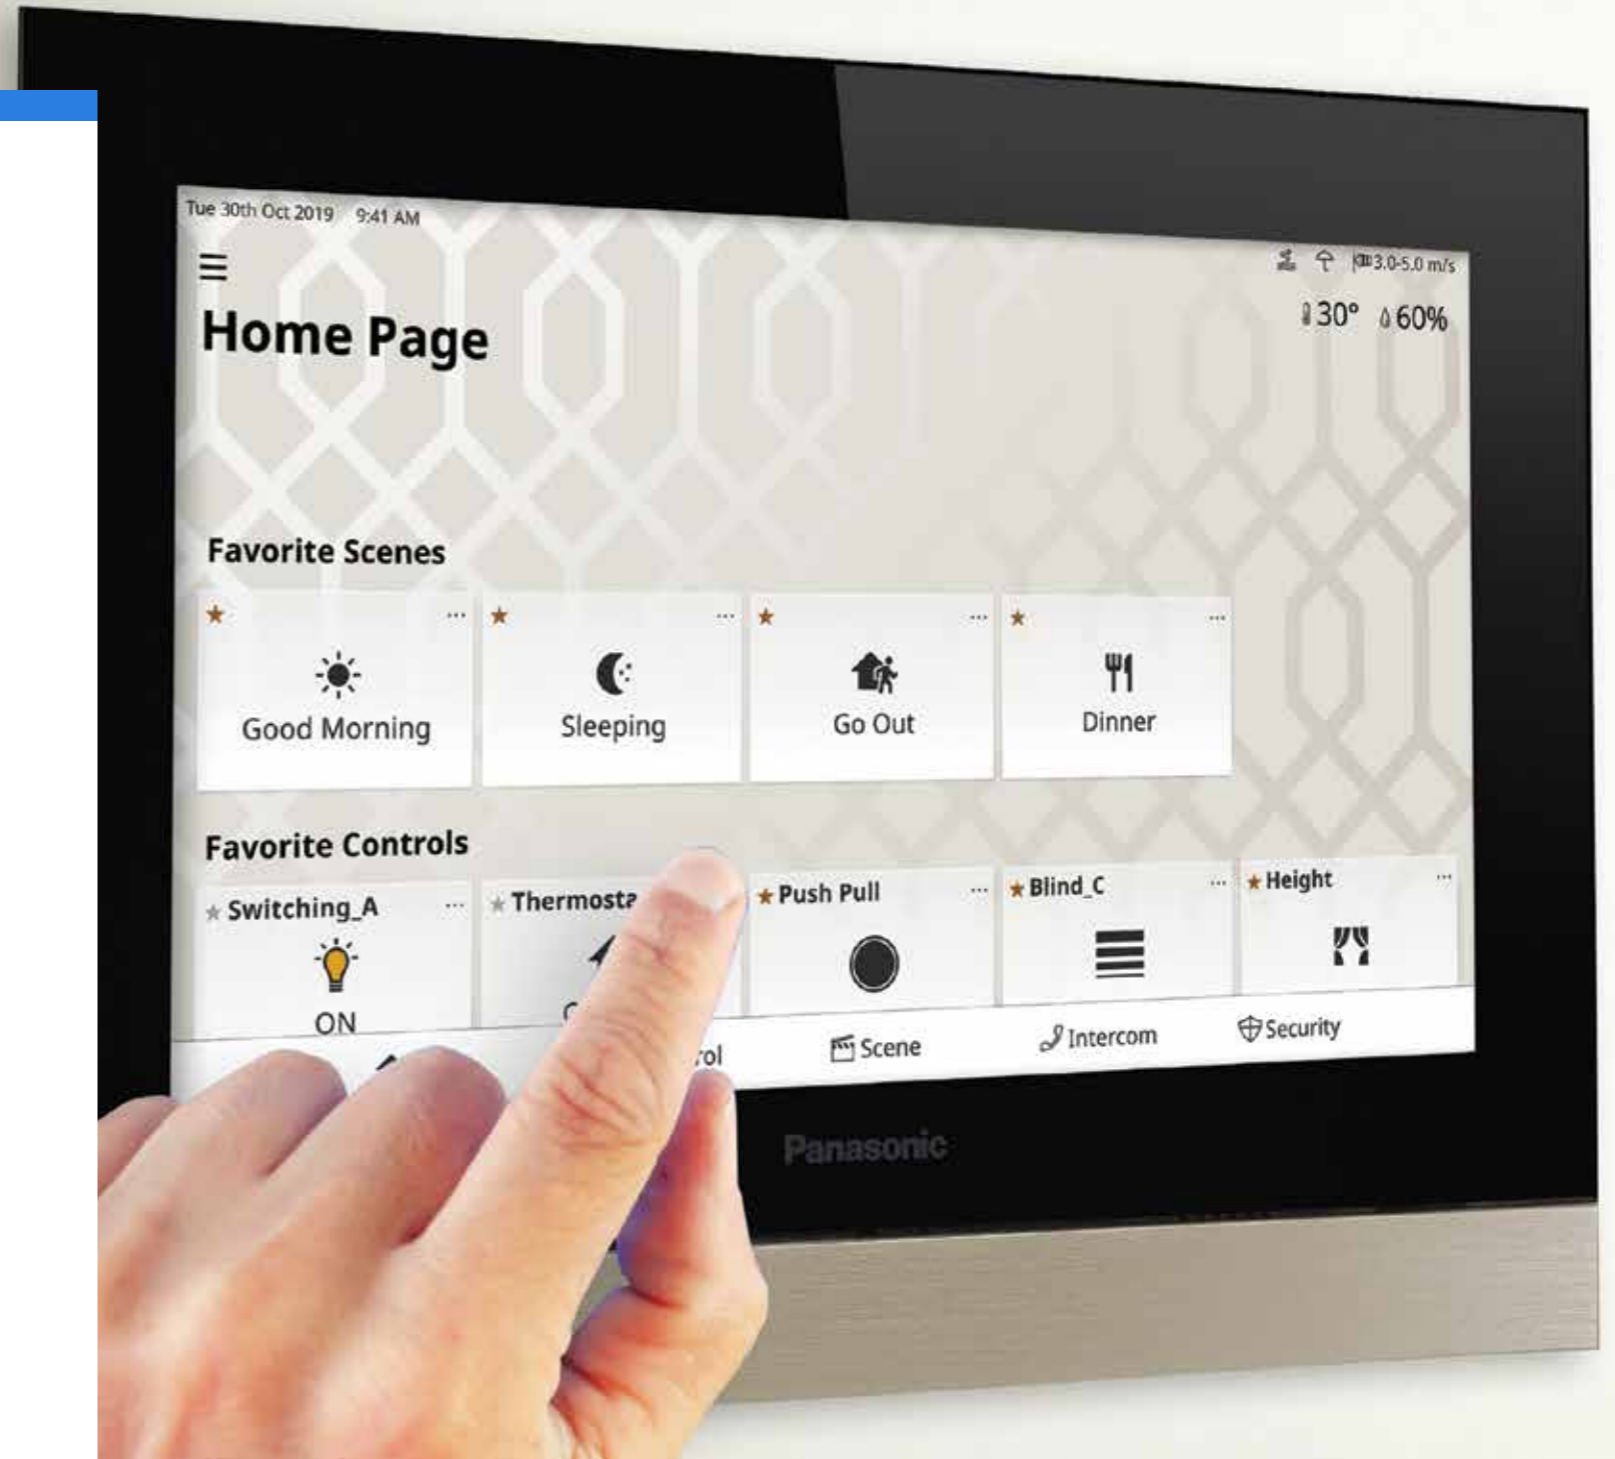 Tue 30th Oct 2019 9:41 AM
3.0-5.0 m/s
30° 60%
Home Page
Favorite Scenes
Good Morning
Sleeping
Go Out
Dinner
Favorite Controls
Switching_A
ON
Push Pull
Blind_C
Height
Scene
Intercom
Security
Panasonic